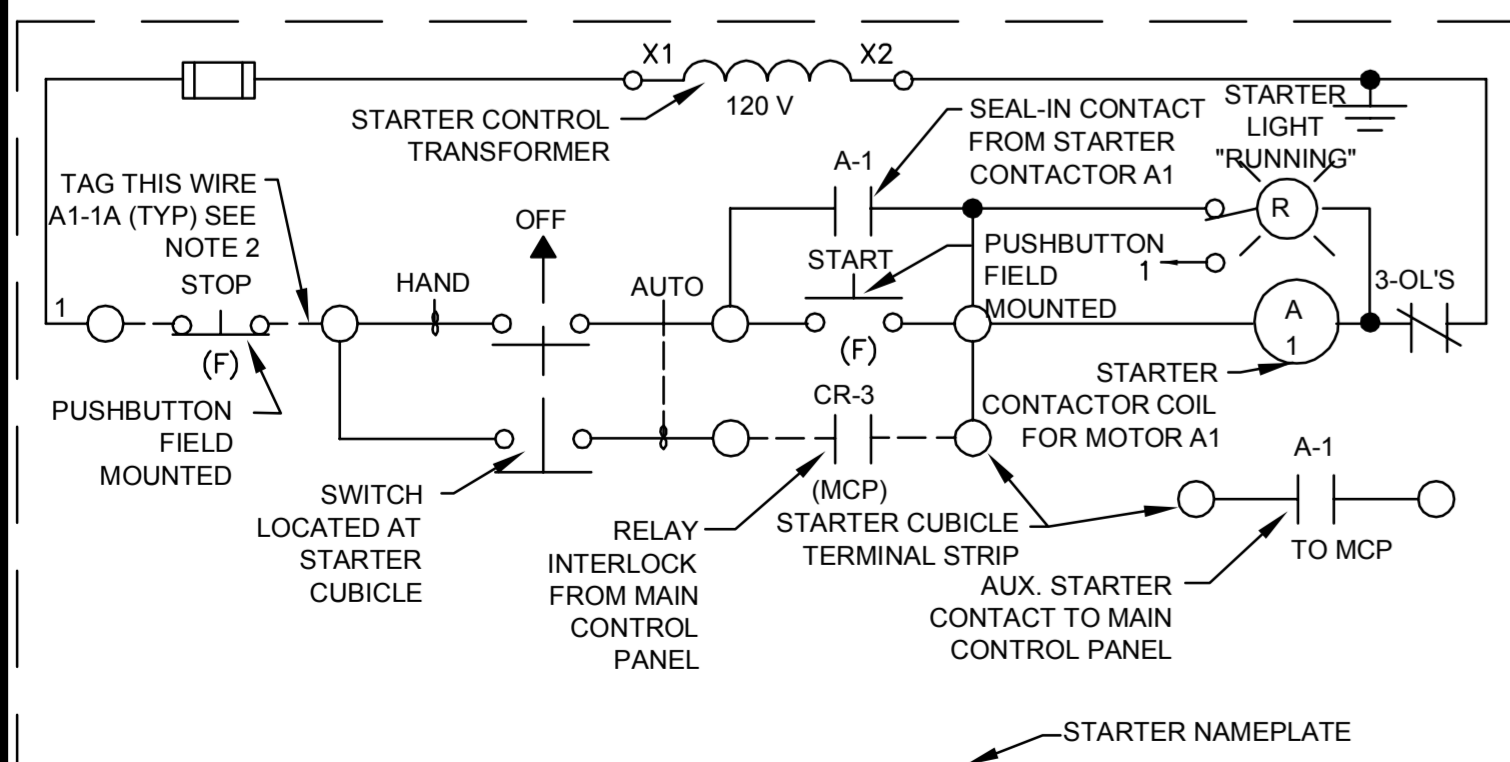 X1
X2
120 V
STARTER CONTROL
TRANSFORMER
SEAL-IN CONTACT
FROM STARTER
CONTACTOR A1
STARTER
LIGHT
"RUNNING"
A-1
R
TAG THIS WIRE
A1-1A (TYP) SEE
NOTE 2
STOP
1
(F)
PUSHBUTTON
FIELD
MOUNTED
HAND
OFF
AUTO
START
(F)
PUSHBUTTON
FIELD
MOUNTED
1
3-OL'S
A
1
STARTER
CONTACTOR COIL
FOR MOTOR A1
CR-3
(MCP)
SWITCH
LOCATED AT
STARTER
CUBICLE
RELAY
INTERLOCK
FROM MAIN
CONTROL
PANEL
STARTER CUBICLE
TERMINAL STRIP
A-1
TO MCP
AUX. STARTER
CONTACT TO MAIN
CONTROL PANEL
STARTER NAMEPLATE